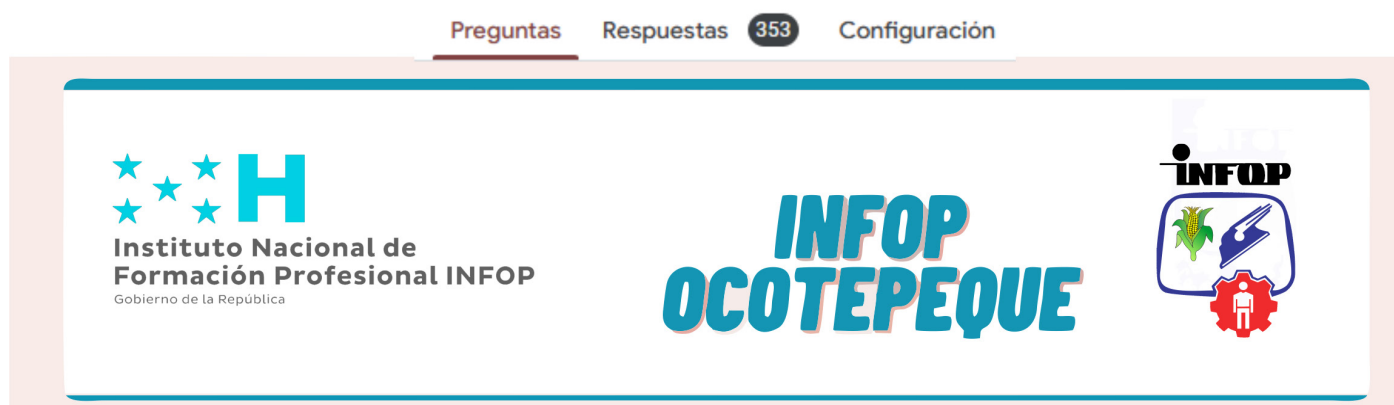 Preguntas Respuestas 353 Configuración
Instituto Nacional de
Formación Profesional INFOP
Gobierno de la República
INFOP
OCOTEPEQUE
INFOP